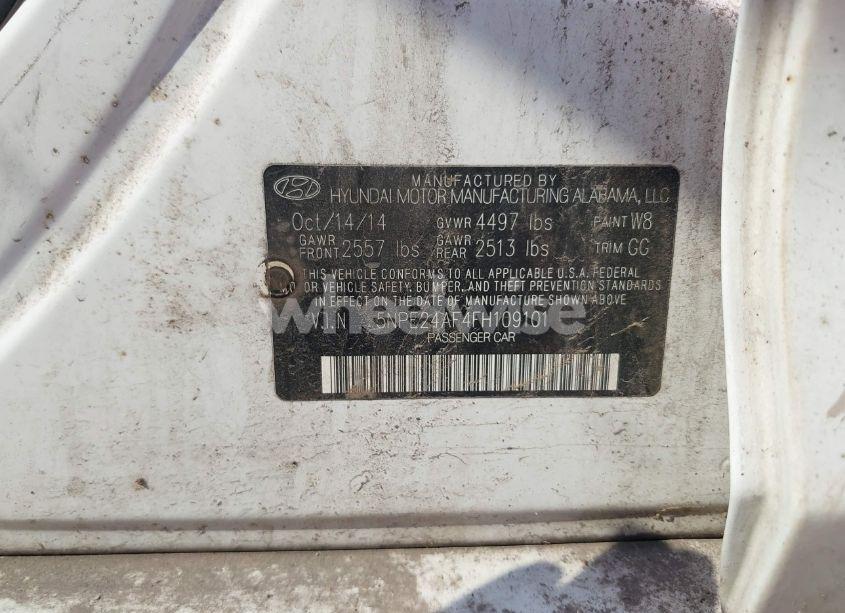 MANUFACTURED BY
HYUNDAI MOTOR MANUFACTURING ALABAMA, LLC
Oct/14/14 GVWR 4497 lbs PAINT W8
GAWR FRONT 2557 lbs GAWR REAR 2513 lbs TRIM GG
THIS VEHICLE CONFORMS TO ALL APPLICABLE U.S.A. FEDERAL
MOTOR VEHICLE SAFETY, BUMPER, AND THEFT PREVENTION STANDARDS
IN EFFECT ON THE DATE OF MANUFACTURE SHOWN ABOVE
V.I.N 5NPE24AF4FH109101
PASSENGER CAR